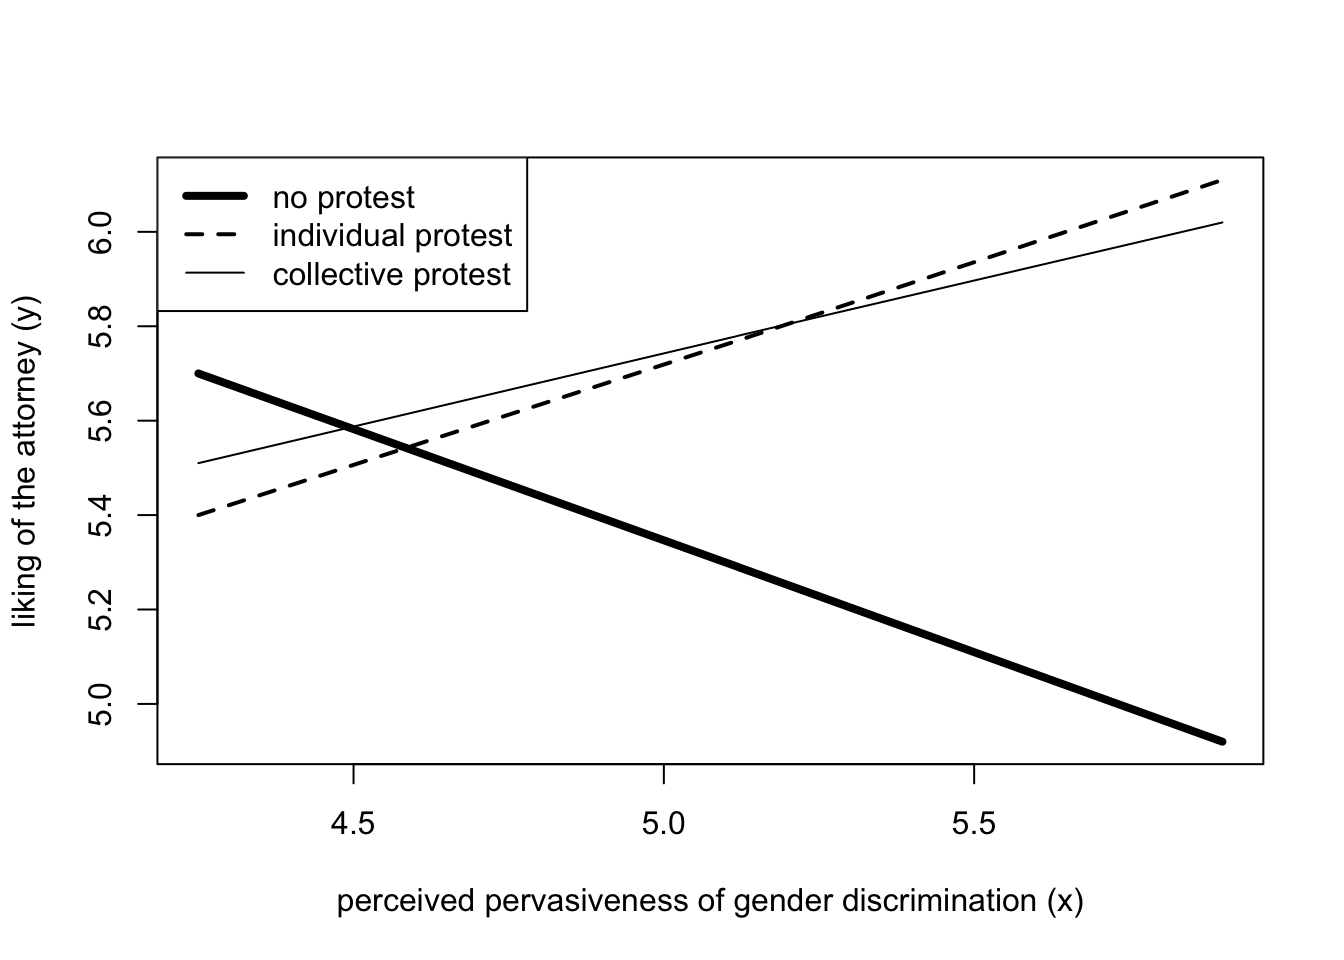 no protest
individual protest
collective protest
liking of the attorney (y)
6.0
5.8
5.6
5.4
5.2
5.0
4.5 5.0 5.5
perceived pervasiveness of gender discrimination (x)